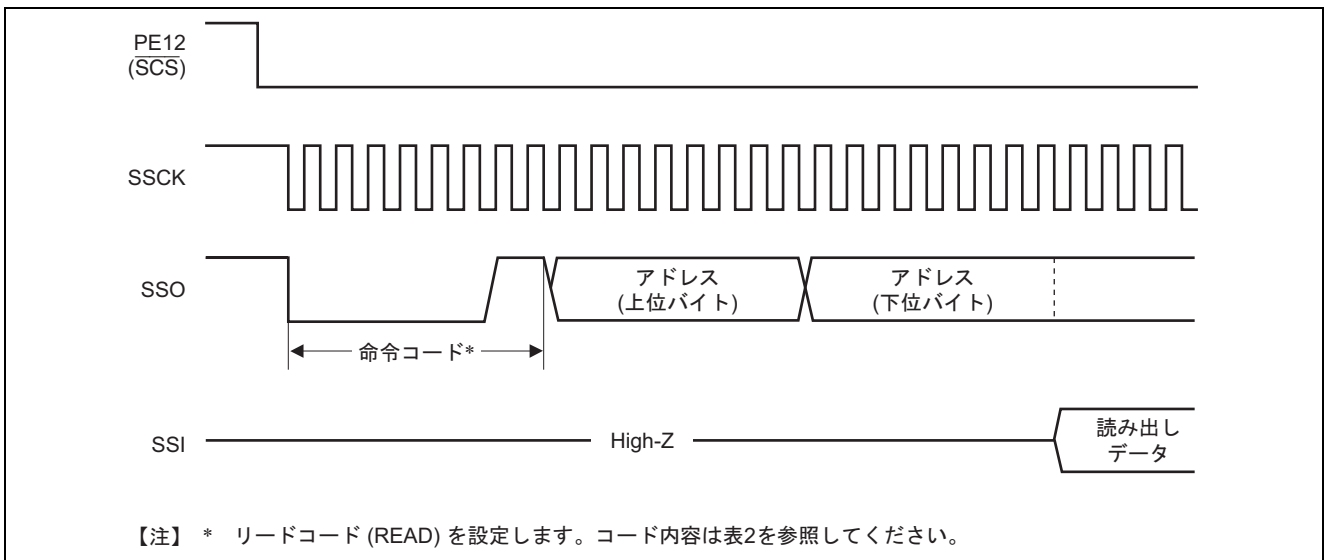 PE12
(SCS)
SSCK
SSO
アドレス
(上位バイト)
アドレス
(下位バイト)
命令コード*
SSI
High-Z
読み出し
データ
【注】 * リードコード (READ) を設定します。コード内容は表2を参照してください。